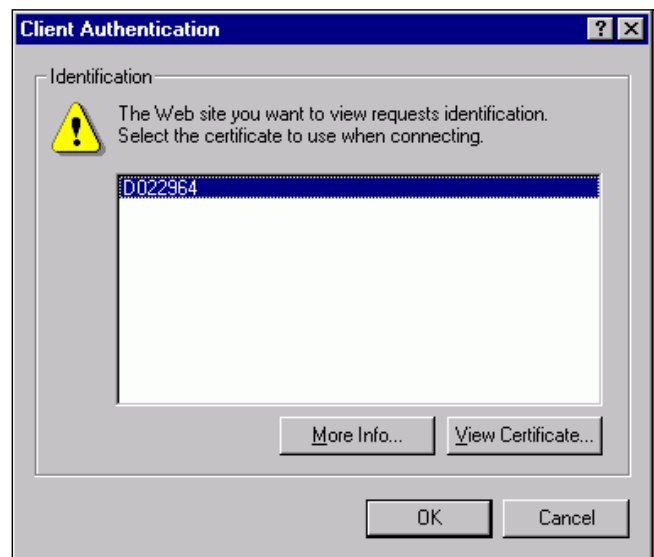 Client Authentication
Identification
The Web site you want to view requests identification.
Select the certificate to use when connecting.
D022964
More Info... View Certificate...
OK Cancel